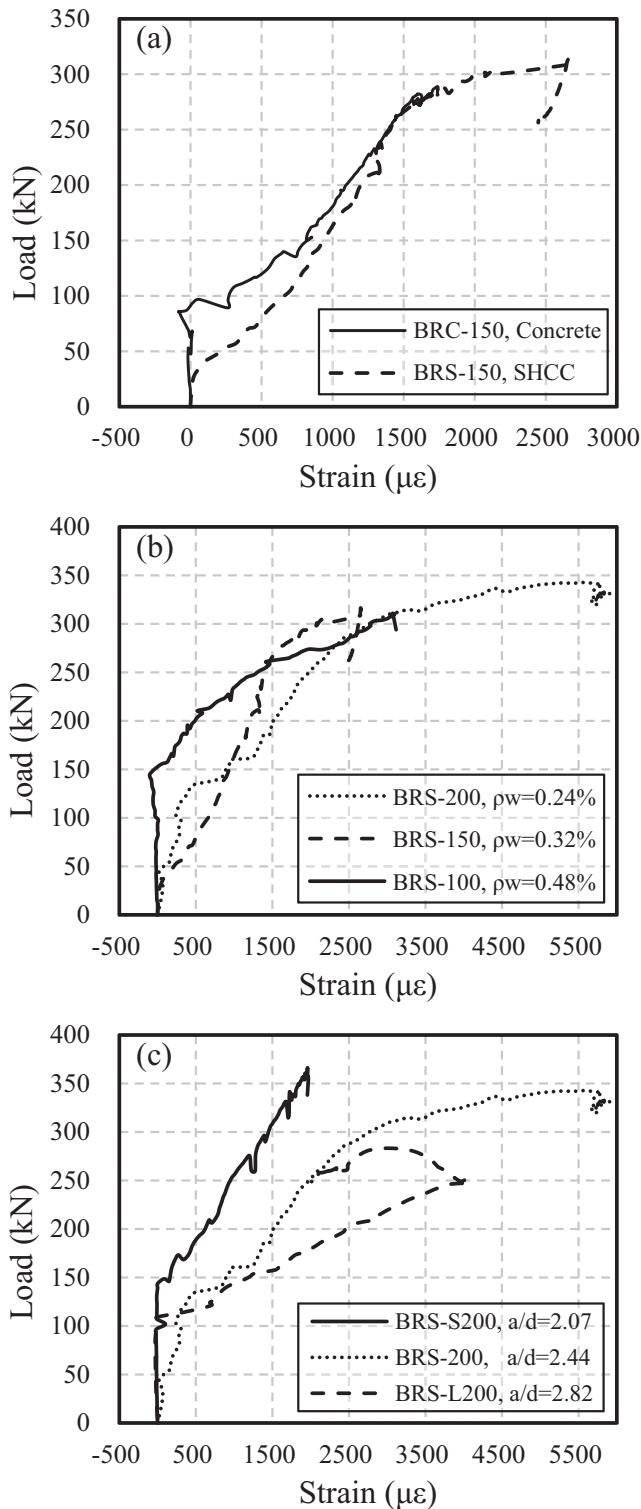 (a)
350
300
250
200
150
100
50
0
Load (kN)
BRC-150, Concrete
BRS-150, SHCC
-500 0 500 1000 1500 2000 2500 3000
Strain (με)
(b)
400
350
300
250
200
150
100
50
0
Load (kN)
BRS-200, ρw=0.24%
BRS-150, ρw=0.32%
BRS-100, ρw=0.48%
-500 500 1500 2500 3500 4500 5500
Strain (με)
(c)
400
350
300
250
200
150
100
50
0
Load (kN)
BRS-S200, a/d=2.07
BRS-200, a/d=2.44
BRS-L200, a/d=2.82
-500 500 1500 2500 3500 4500 5500
Strain (με)